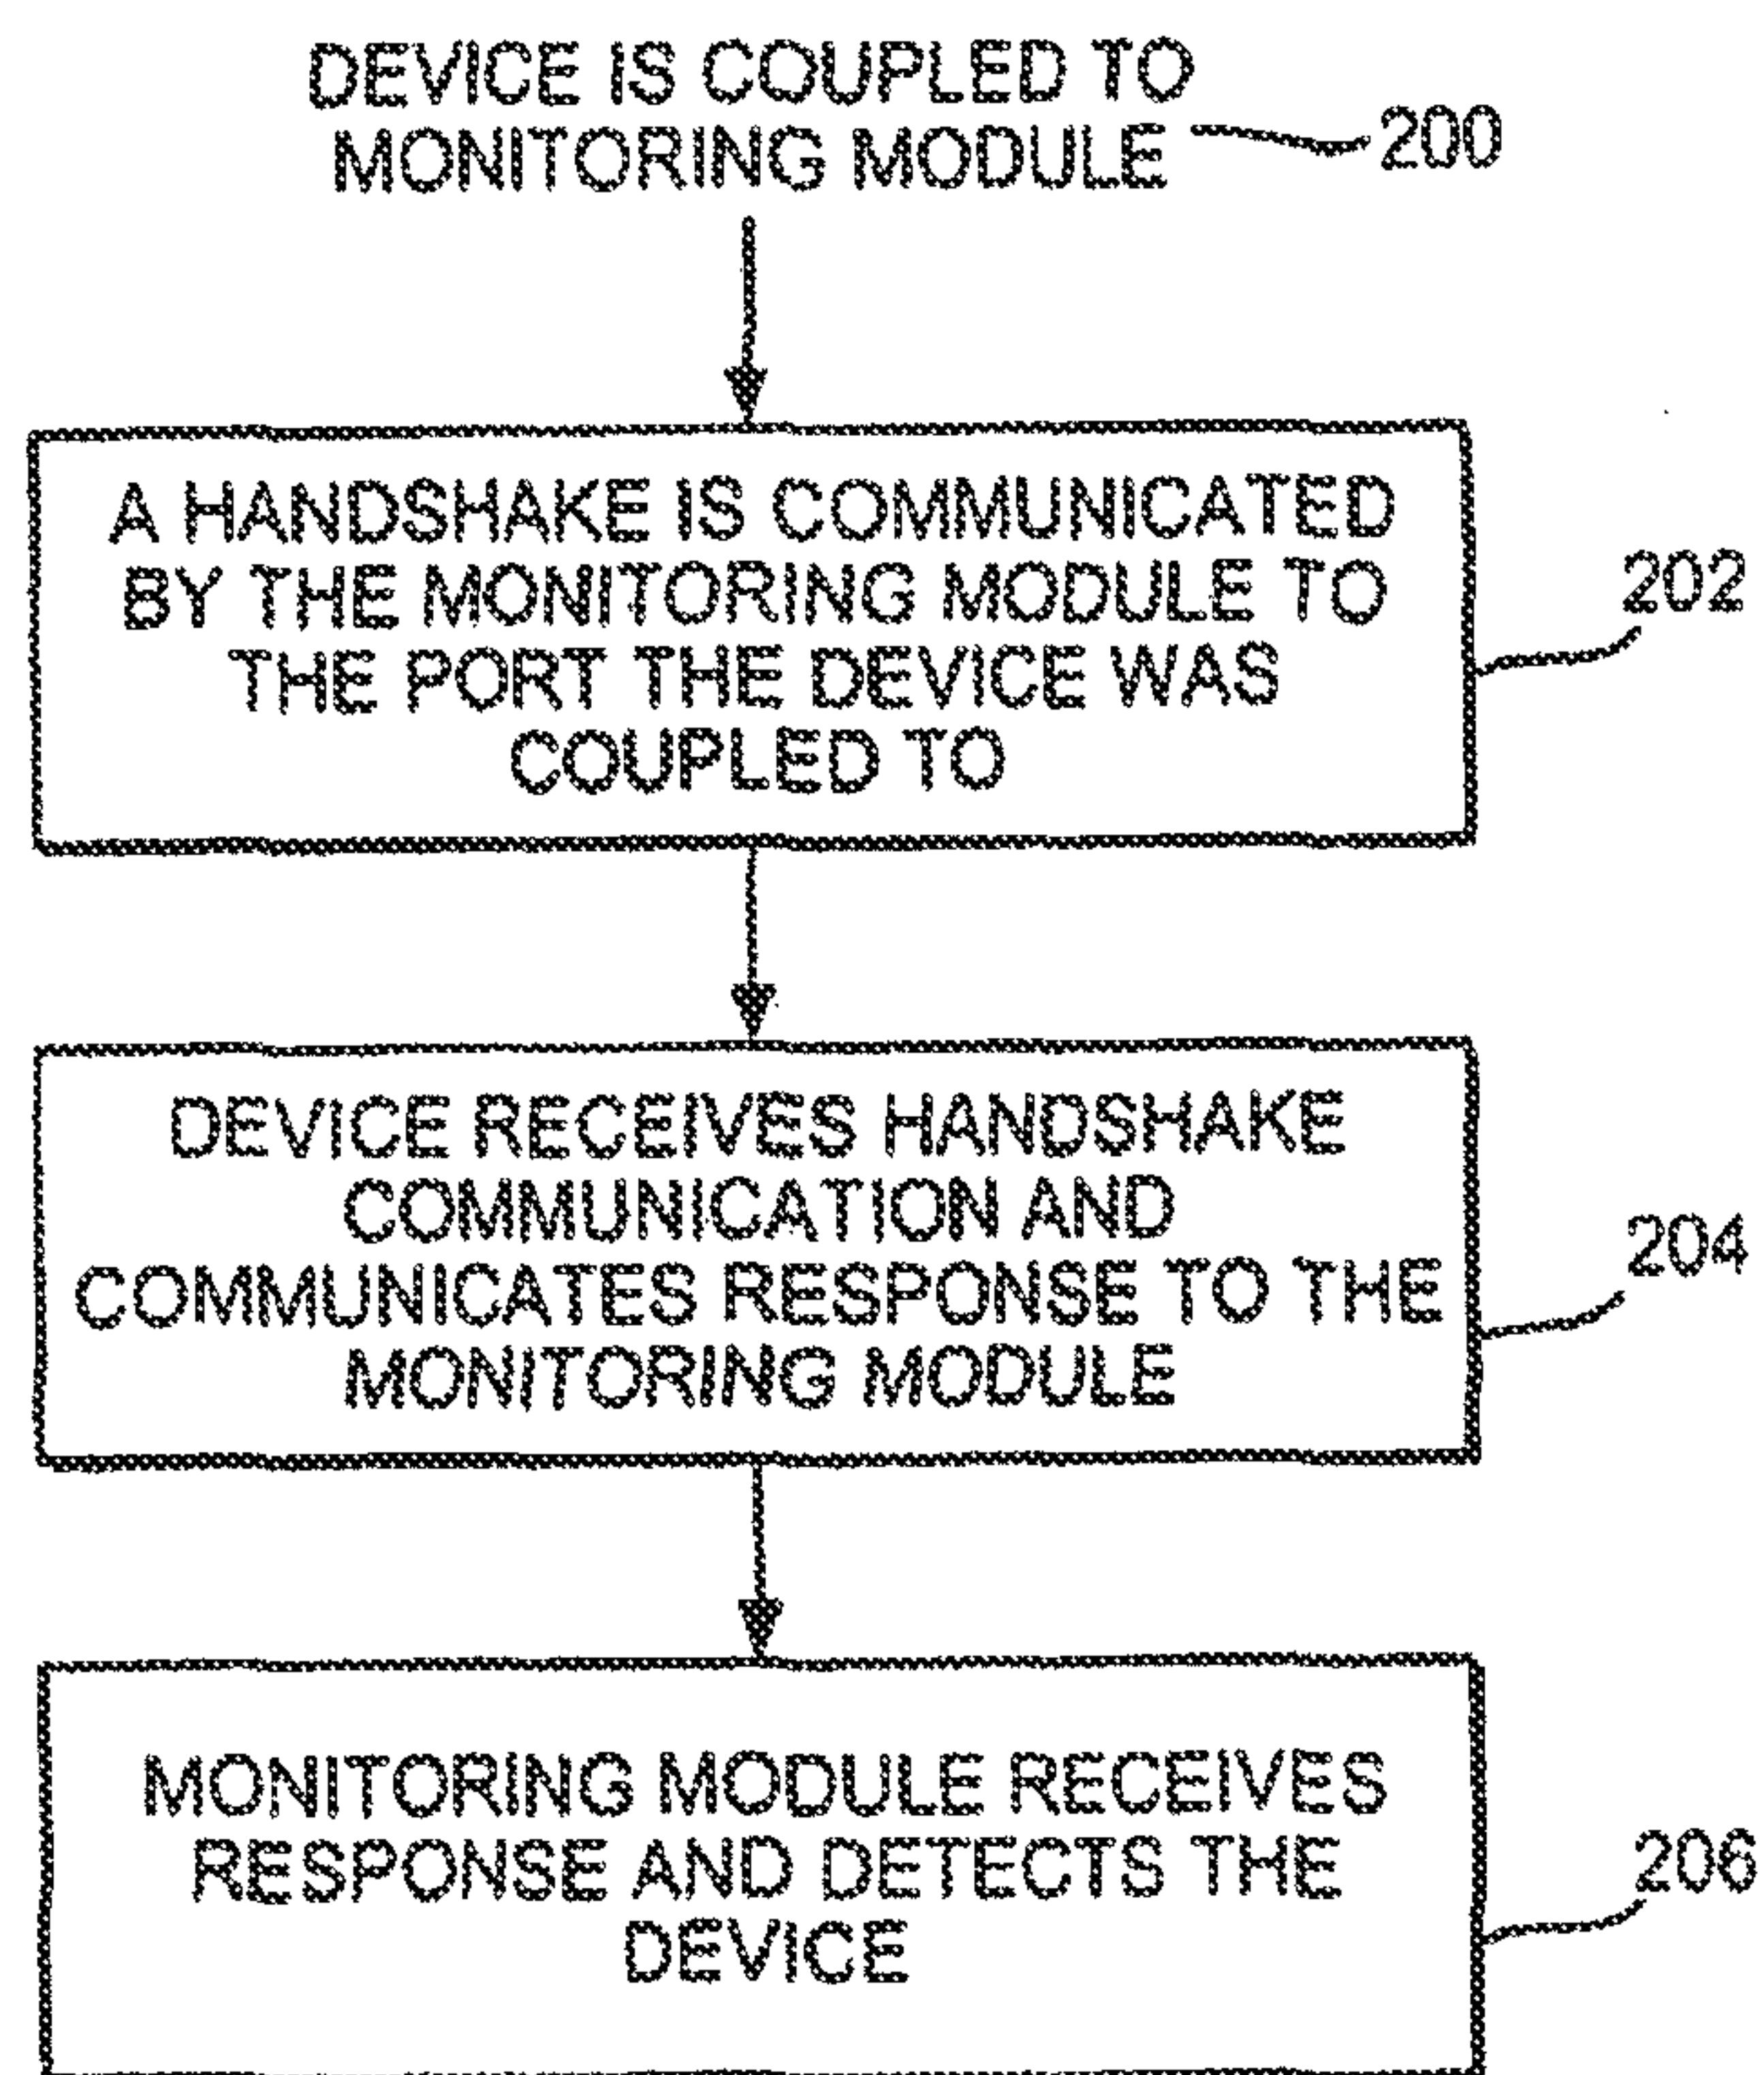 DEVICE IS COUPLED TO
MONITORING MODULE
200
A HANDSHAKE IS COMMUNICATED
BY THE MONITORING MODULE TO
THE PORT THE DEVICE WAS
COUPLED TO
202
DEVICE RECEIVES HANDSHAKE
COMMUNICATION AND
COMMUNICATES RESPONSE TO THE
MONITORING MODULE
204
MONITORING MODULE RECEIVES
RESPONSE AND DETECTS THE
DEVICE
206